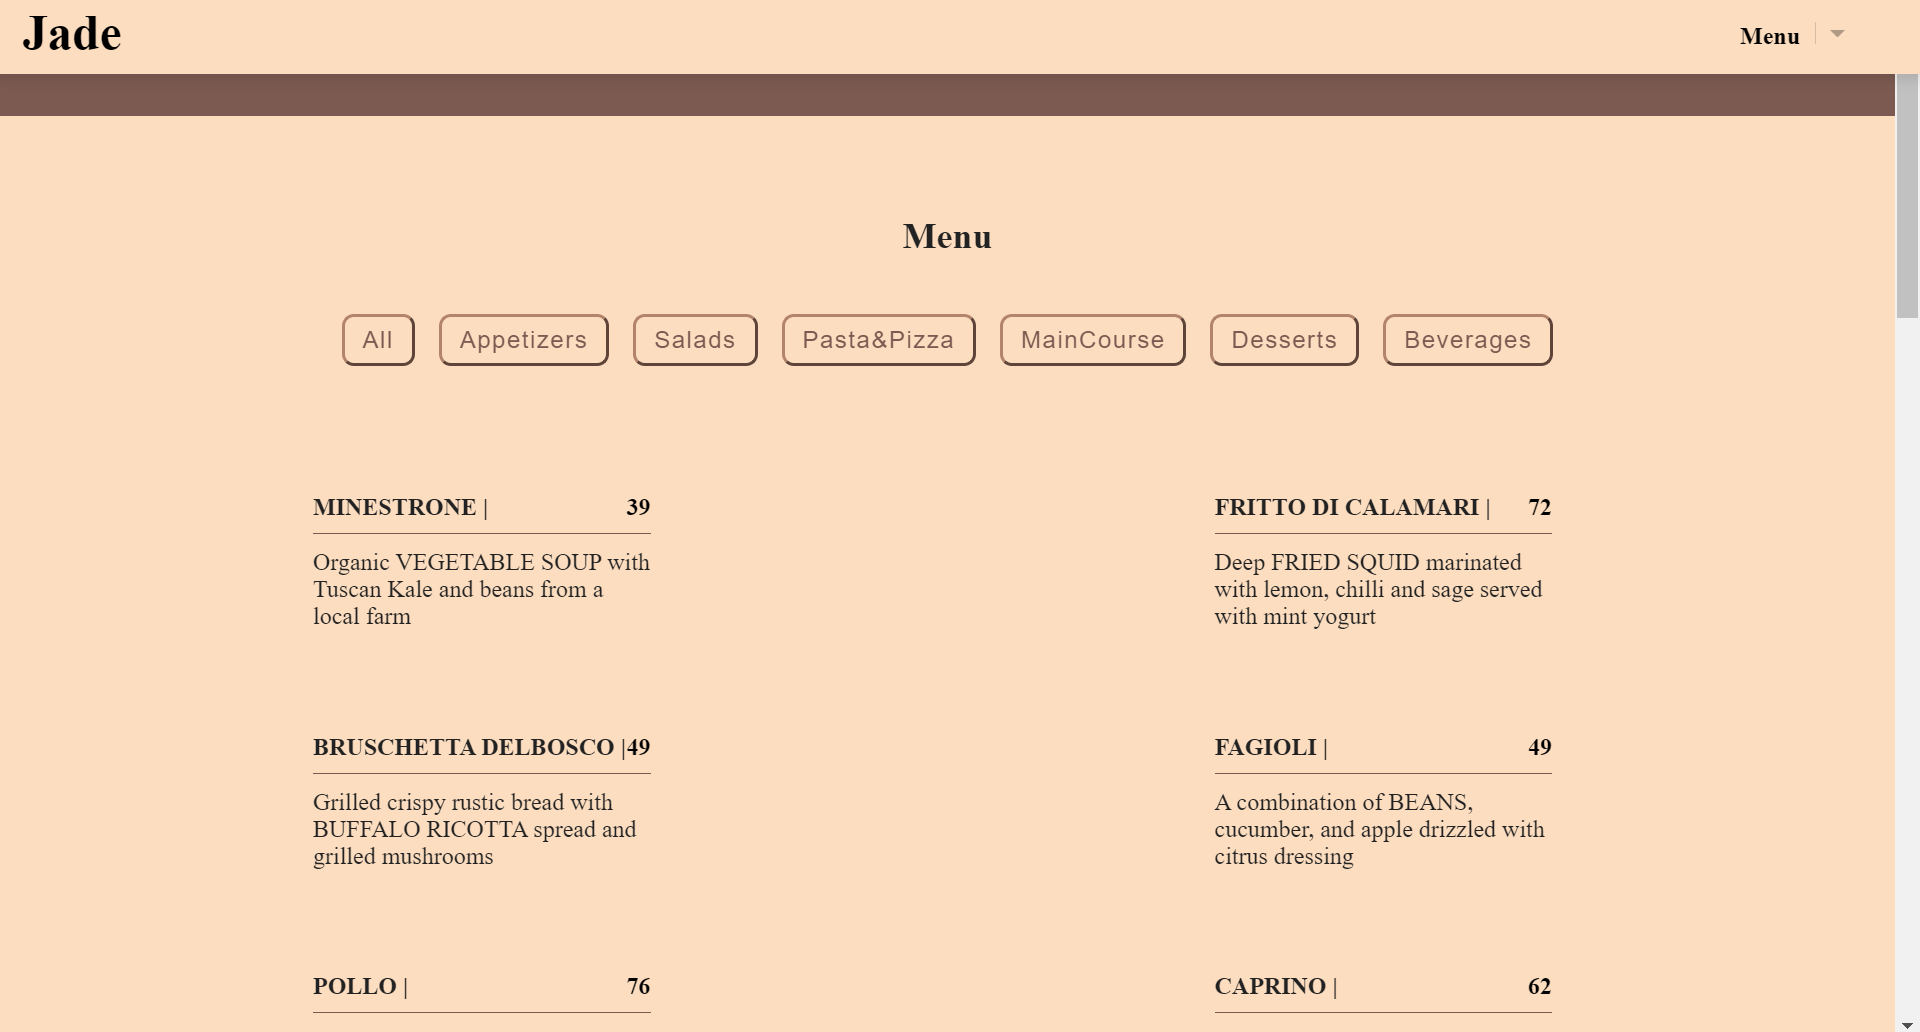 Jade
Menu
Menu
All
Appetizers
Salads
Pasta&Pizza
MainCourse
Desserts
Beverages
MINESTRONE | 39
Organic VEGETABLE SOUP with
Tuscan Kale and beans from a
local farm
FRITTO DI CALAMARI | 72
Deep FRIED SQUID marinated
with lemon, chilli and sage served
with mint yogurt
BRUSCHETTA DELBOSCO |49
Grilled crispy rustic bread with
BUFFALO RICOTTA spread and
grilled mushrooms
FAGIOLI | 49
A combination of BEANS,
cucumber, and apple drizzled with
citrus dressing
POLLO | 76
CAPRINO | 62